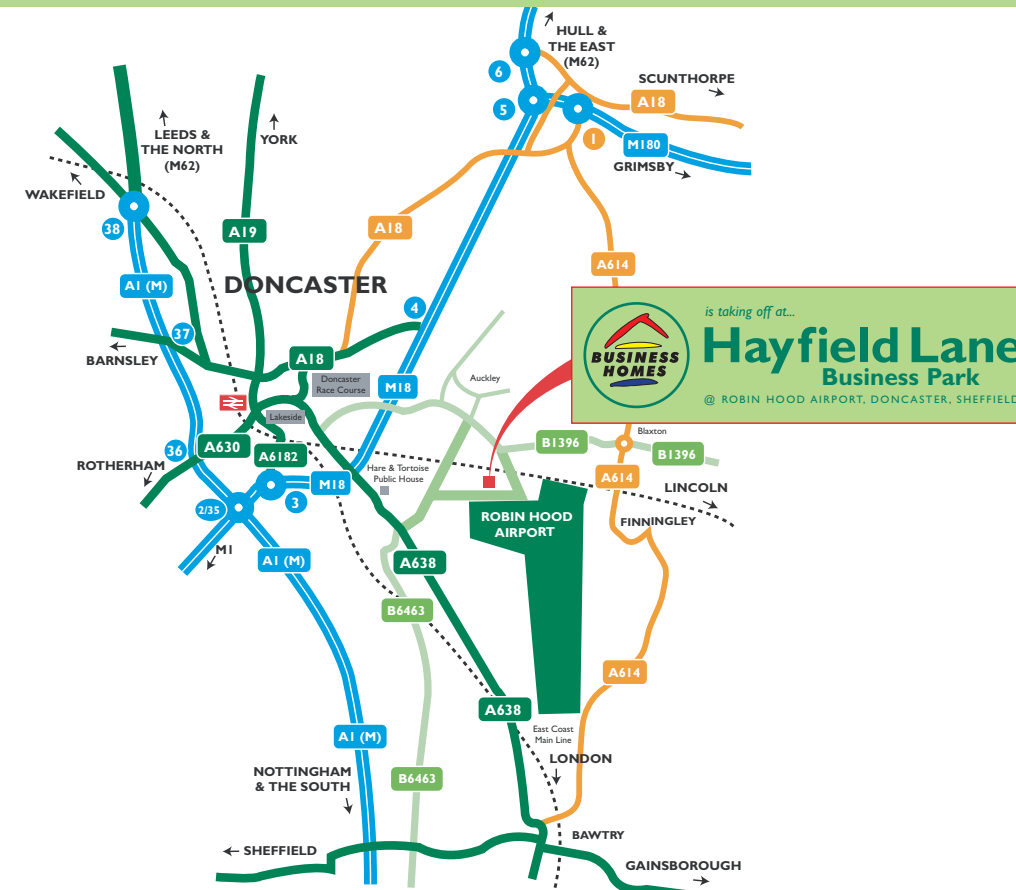 HULL &
THE EAST
(M62)
6
SCUNTHORPE
5
A18
1
M180
GRIMSBY
LEEDS &
THE NORTH
(M62)
YORK
WAKEFIELD
38
A19
A18
A614
A1 (M)
DONCASTER
4
37
BARNSLEY
A18
Doncaster
Race Course
M18
Auckley
is taking off at...
BUSINESS
HOMES
Hayfield Lane
Business Park
@ ROBIN HOOD AIRPORT, DONCASTER, SHEFFIELD
Lakeside
36
A630
A6182
ROTHERHAM
B1396
Blaxton
B1396
Hare & Tortoise
Public House
A614
LINCOLN
M18
3
2/35
ROBIN HOOD
AIRPORT
FINNINGLEY
M1
A1 (M)
A638
B6463
A614
A638
East Coast
Main Line
A1 (M)
LONDON
NOTTINGHAM
& THE SOUTH
B6463
BAWTRY
SHEFFIELD
GAINSBOROUGH